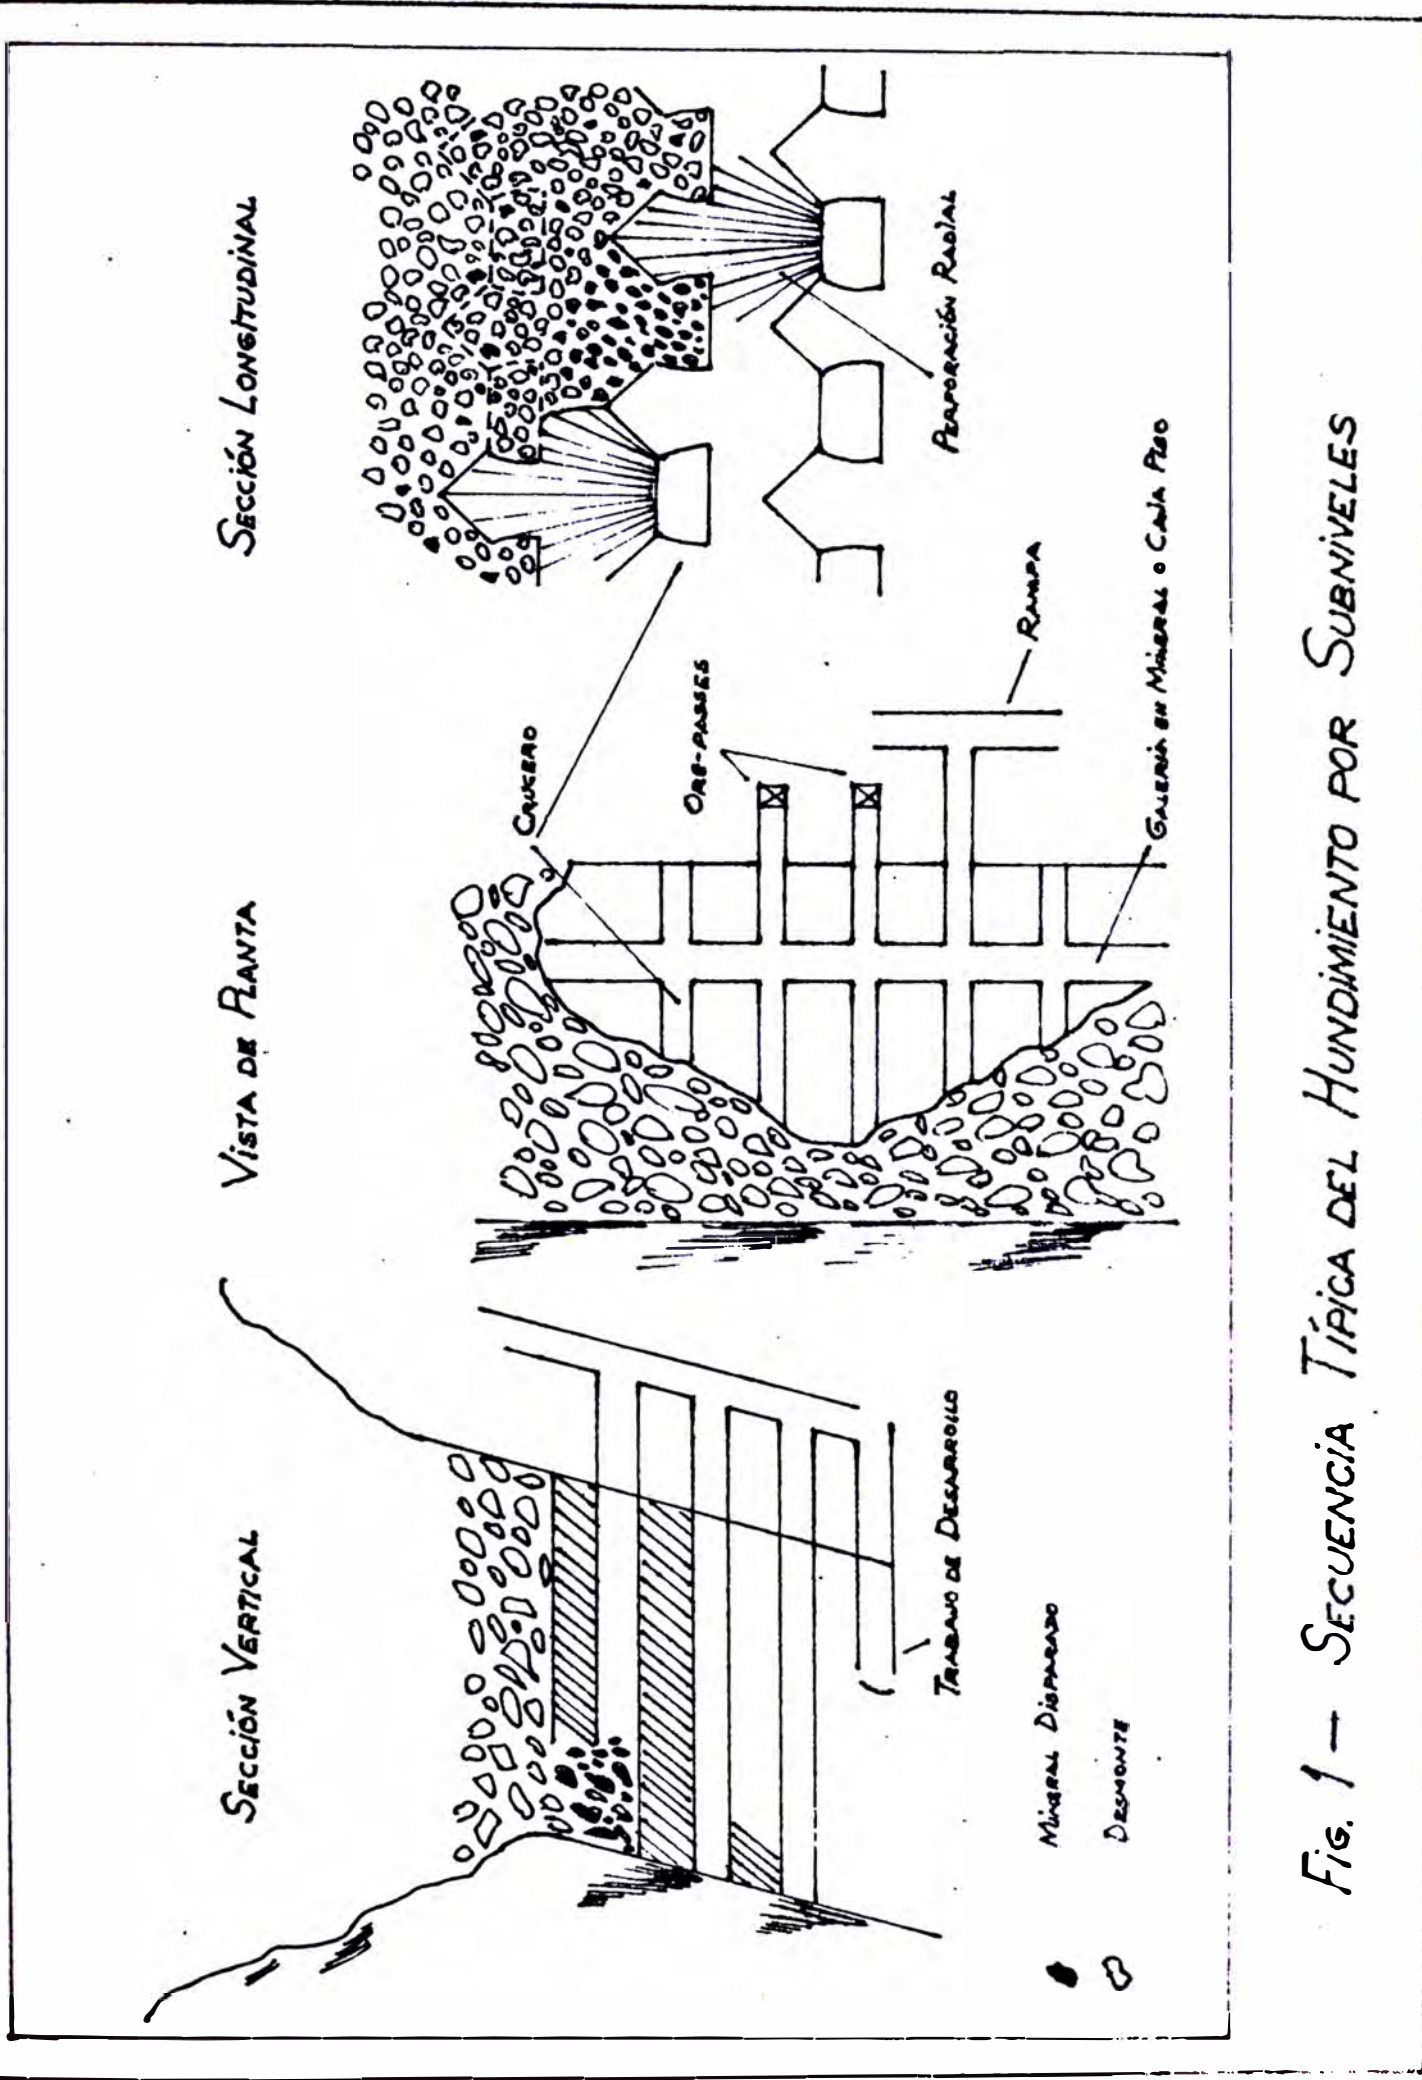 SECCIÓN VERTICAL
VISTA DE PLANTA
SECCIÓN LONGITUDINAL
CRUCERO
ORE-PASSES
RAMPA
PERFORACIÓN RADIAL
GALERIA EN MINERAL O CAJA PISO
TRABAJO DE DESARROLLO
MINERAL DISPARADO
DESMONTE
FIG. 1 — SECUENCIA TÍPICA DEL HUNDIMIENTO POR SUBNIVELES